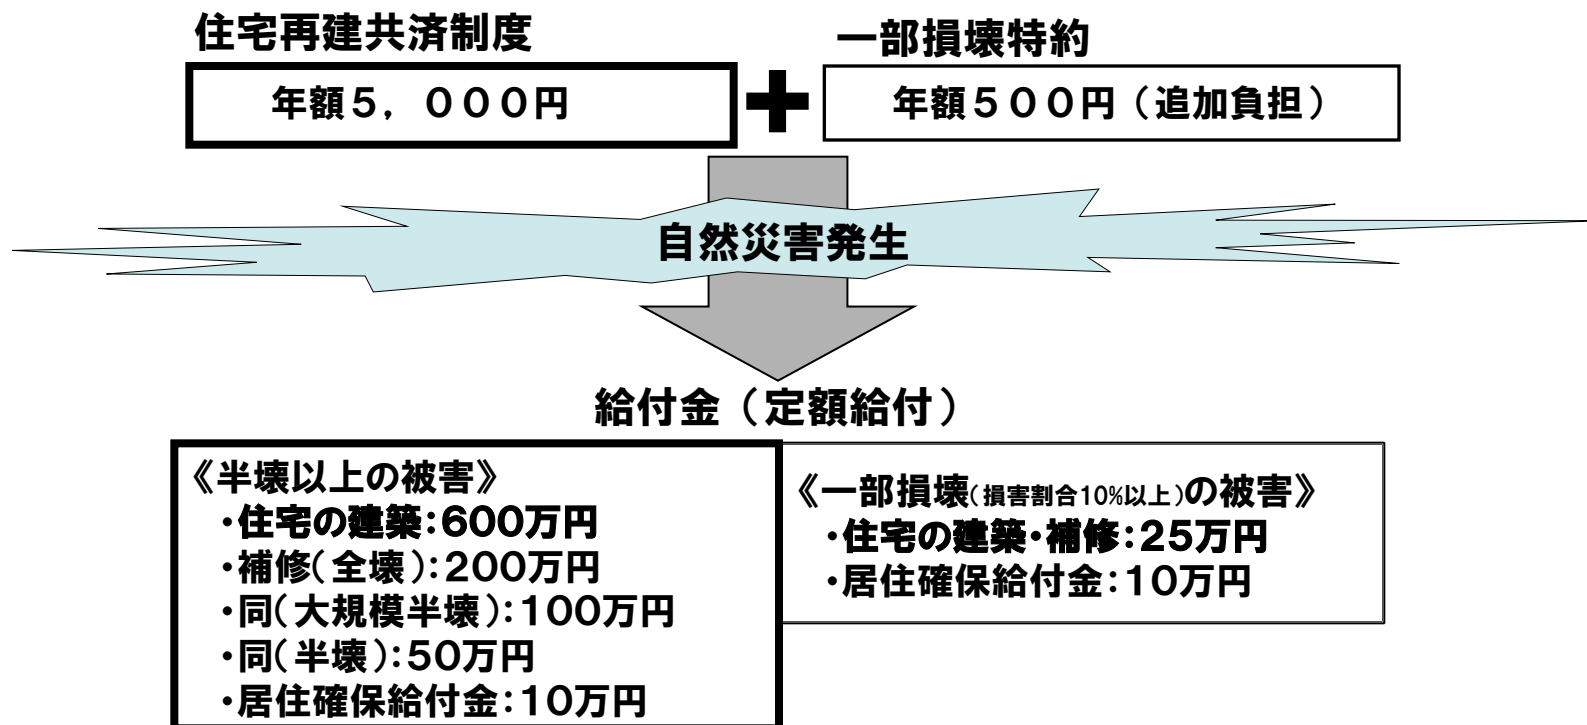 住宅再建共済制度
一部損壊特約
年額５，０００円
年額５００円（追加負担）
自然災害発生
給付金（定額給付）
《半壊以上の被害》
・住宅の建築：600万円
・補修（全壊）：200万円
・同（大規模半壊）：100万円
・同（半壊）：50万円
・居住確保給付金：10万円
《一部損壊（損害割合10%以上）の被害》
・住宅の建築・補修：25万円
・居住確保給付金：10万円